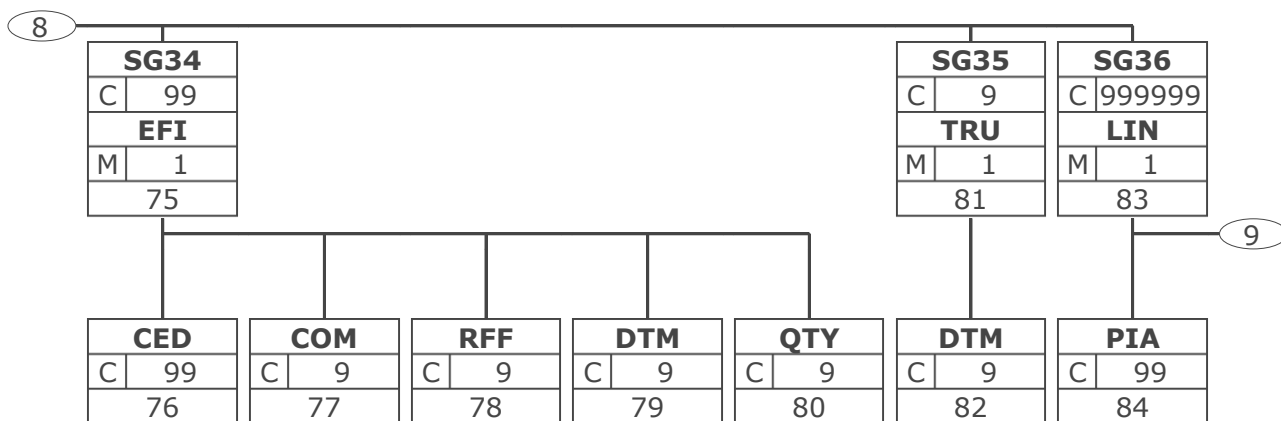 8
SG34 SG35 SG36
C 99 C 9 C 999999
EFI TRU LIN
M 1 M 1 M 1
75 81 83
9
CED COM RFF DTM QTY DTM PIA
C 99 C 9 C 9 C 9 C 9 C 9 C 99
76 77 78 79 80 82 84